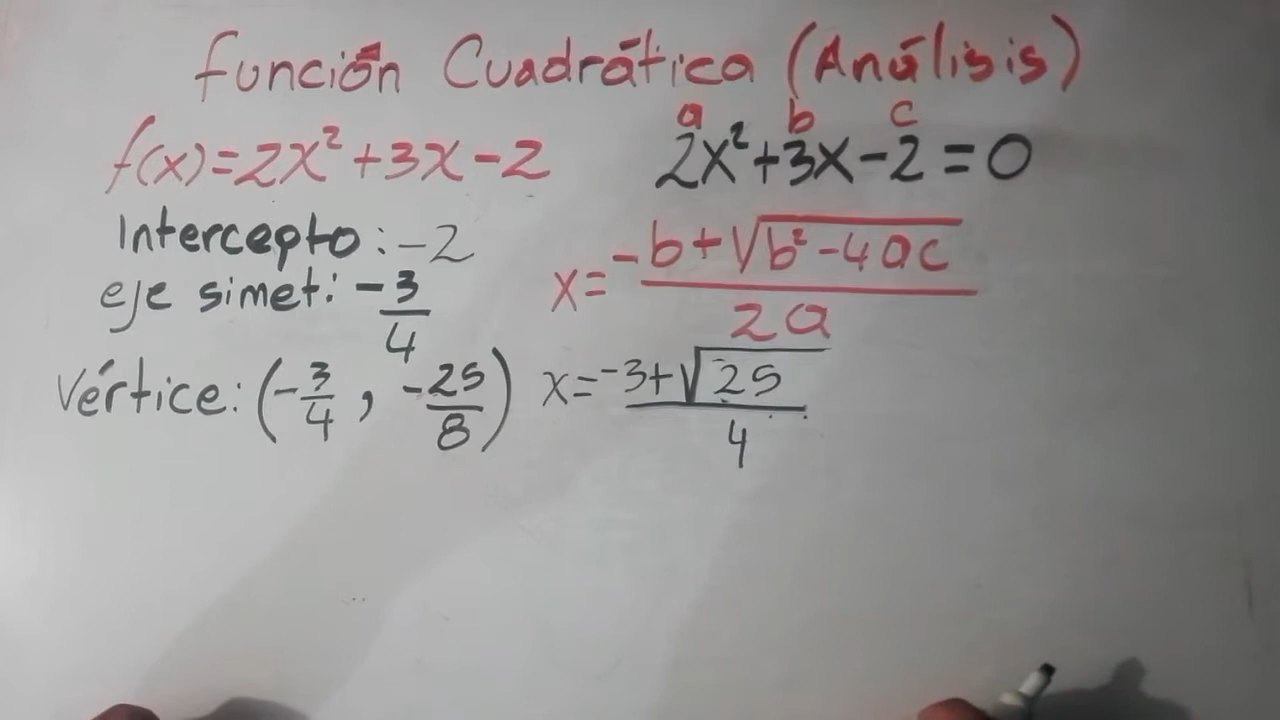 función Cuadrática (Análisis)
f(x)=2x²+3x-2
Intercepto: -2
eje simet: -3/4
Vértice: (-3/4, -25/8)
a b c
2x²+3x-2=0
x= -b+√(b²-4ac) / 2a
x= -3+√25 / 4